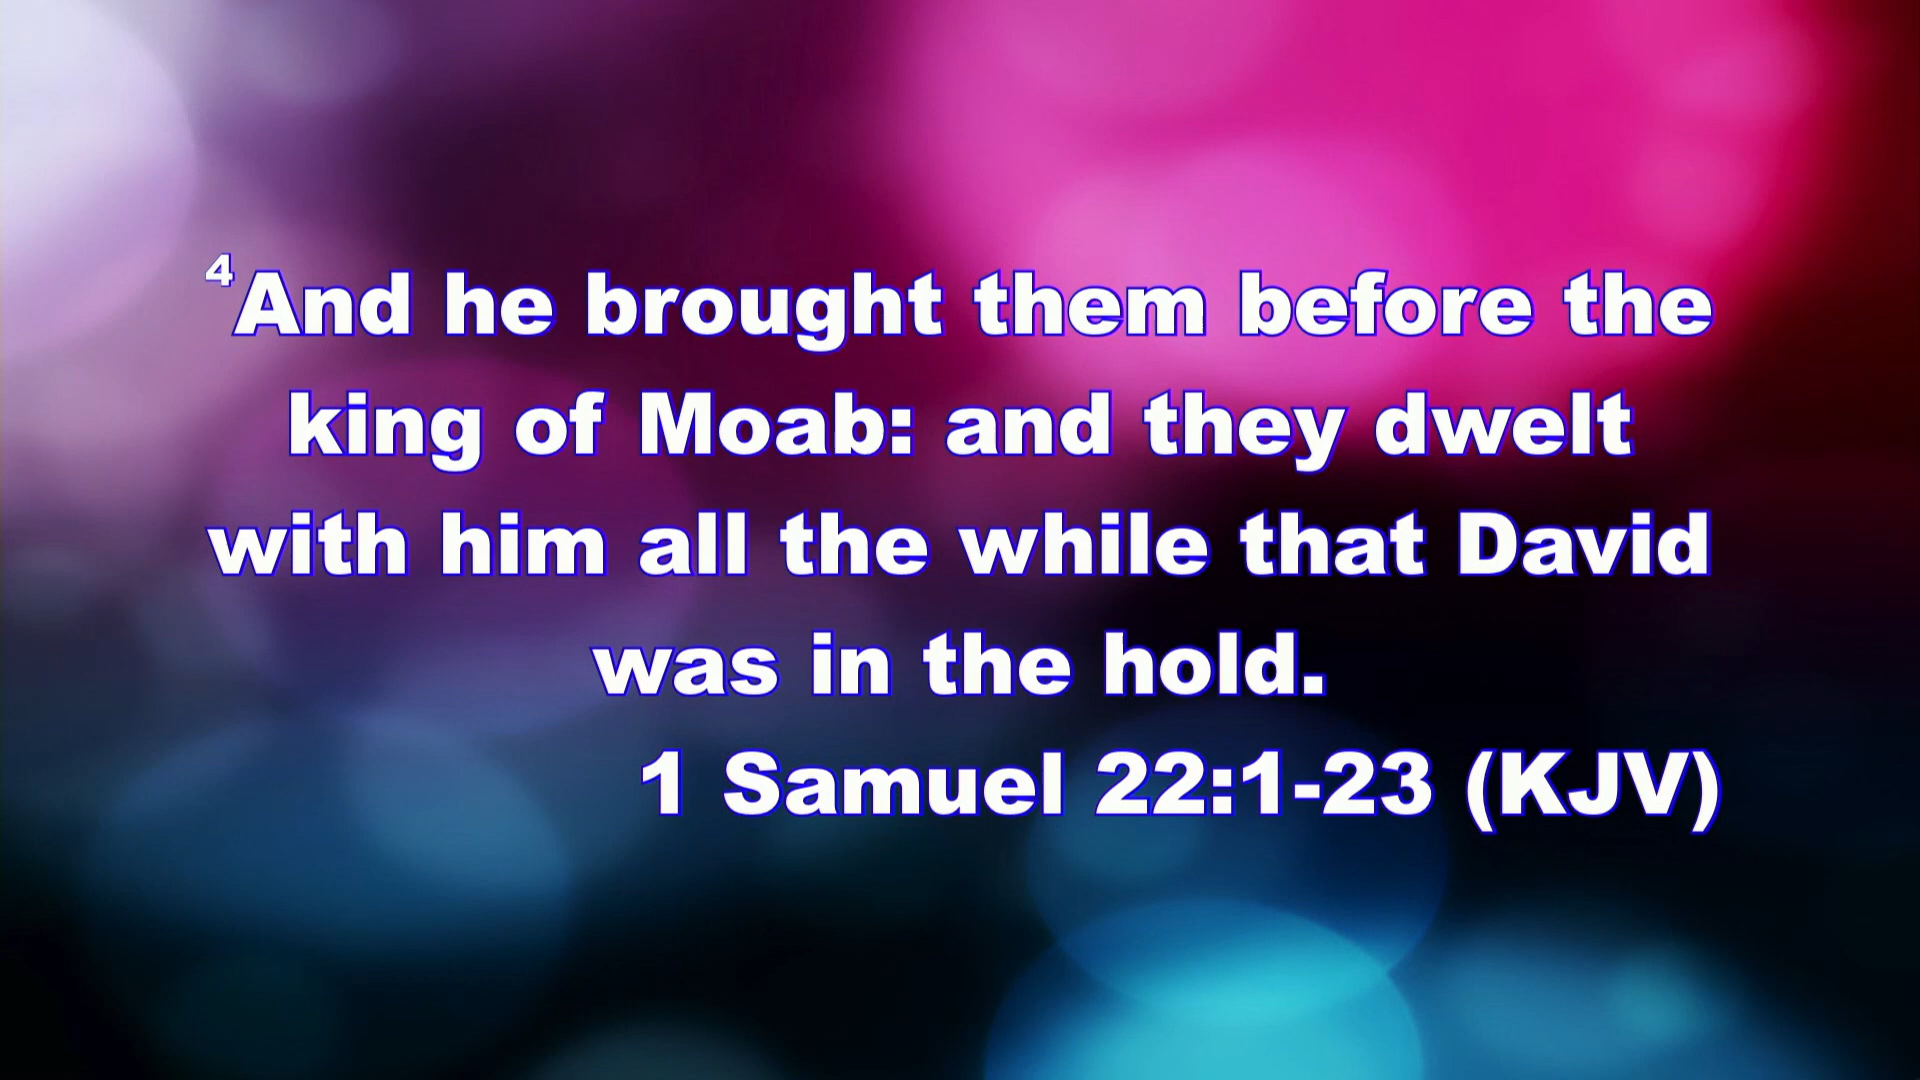 ⁴And he brought them before the
king of Moab: and they dwelt
with him all the while that David
was in the hold.
1 Samuel 22:1-23 (KJV)